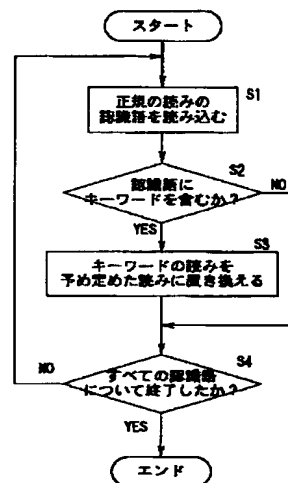 スタート
S1
正規の読みの
認識語を読み込む
S2
認識語に
キーワードを含むか？
NO
YES
S3
キーワードの読みを
予め定めた読みに置き換える
S4
NO
すべての認識語
について終了したか？
YES
エンド